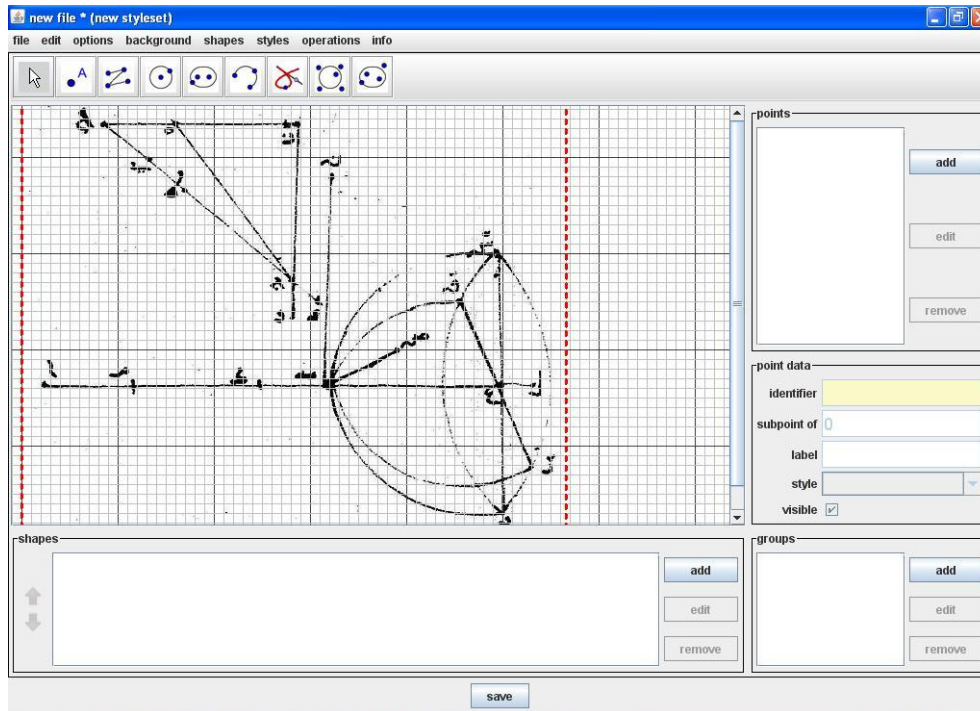 new file * (new styleset)
file edit options background shapes styles operations info
A
points
add
edit
remove
point data
identifier
subpoint of 0
label
style
visible
shapes
add
edit
remove
groups
add
edit
remove
save